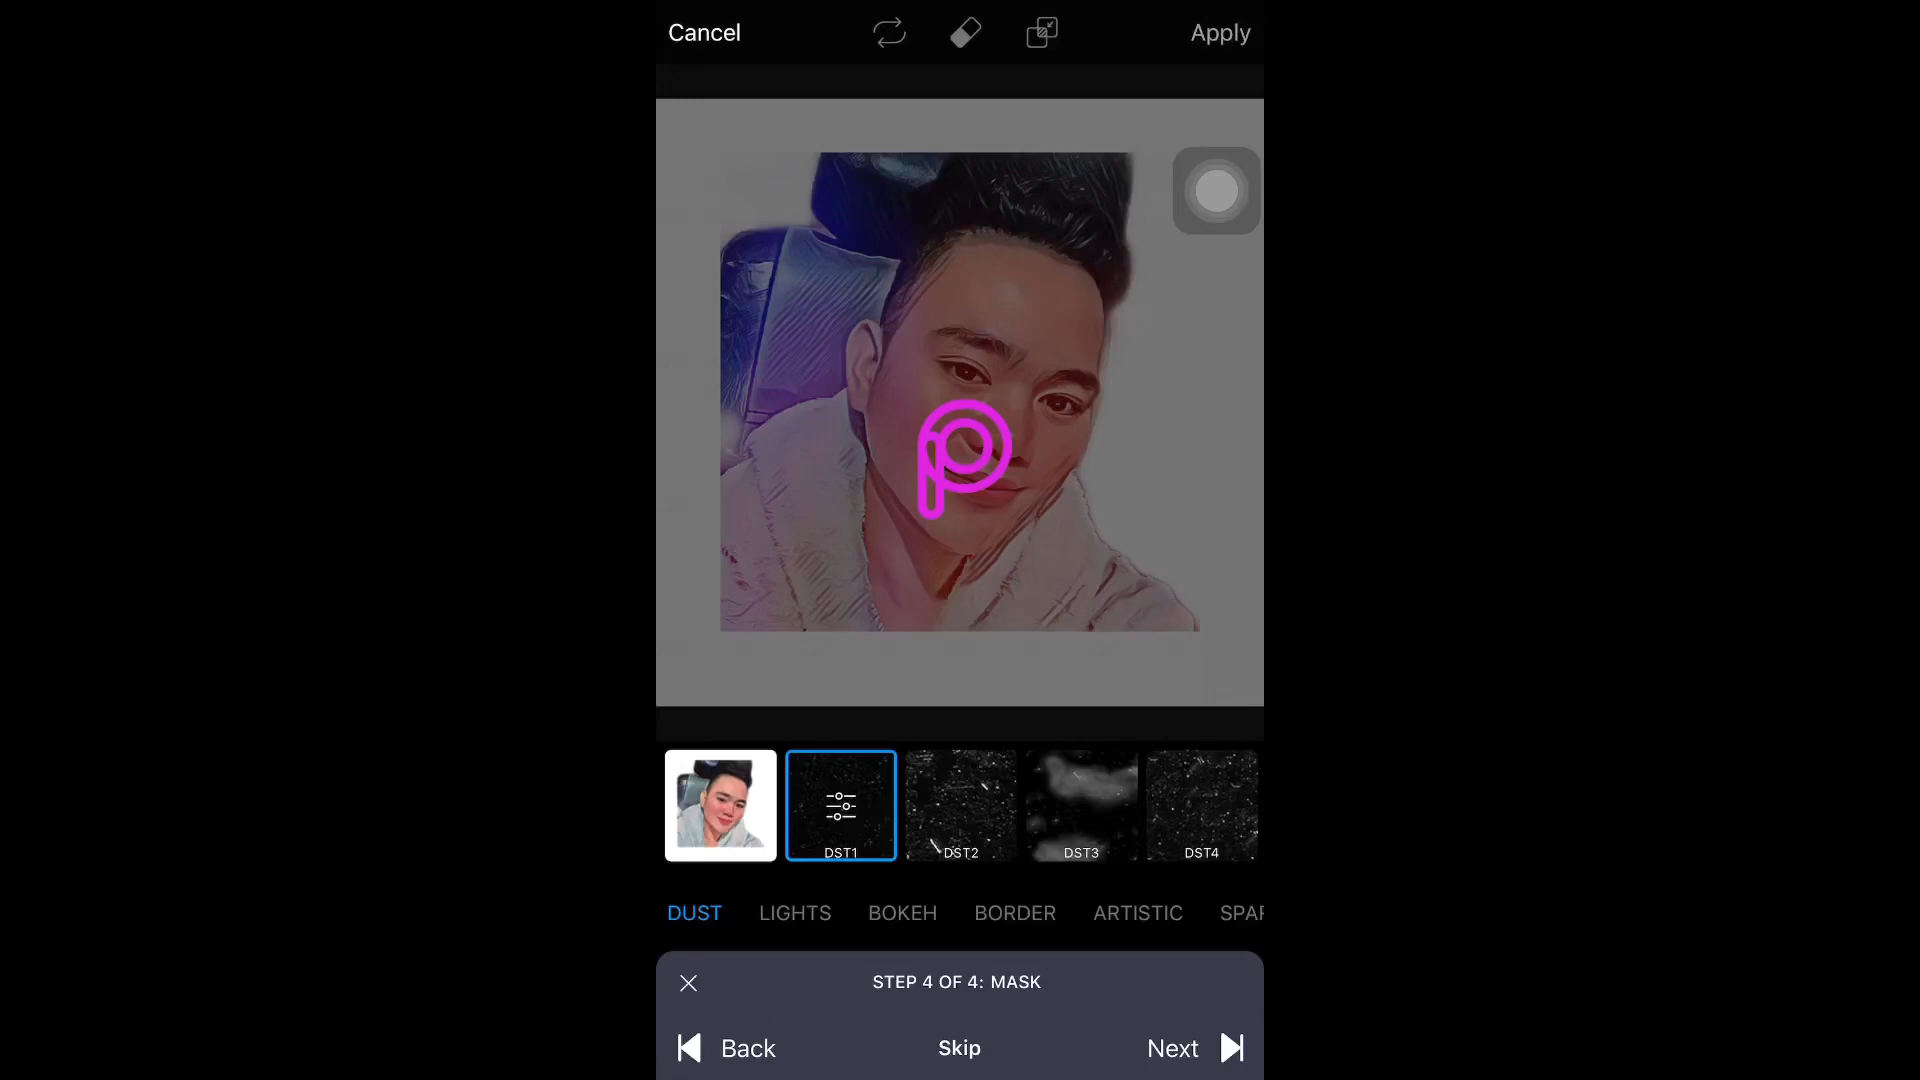 Cancel
Apply
DST1
DST2
DST3
DST4
DUST
LIGHTS
BOKEH
BORDER
ARTISTIC
STEP 4 OF 4: MASK
Back
Skip
Next